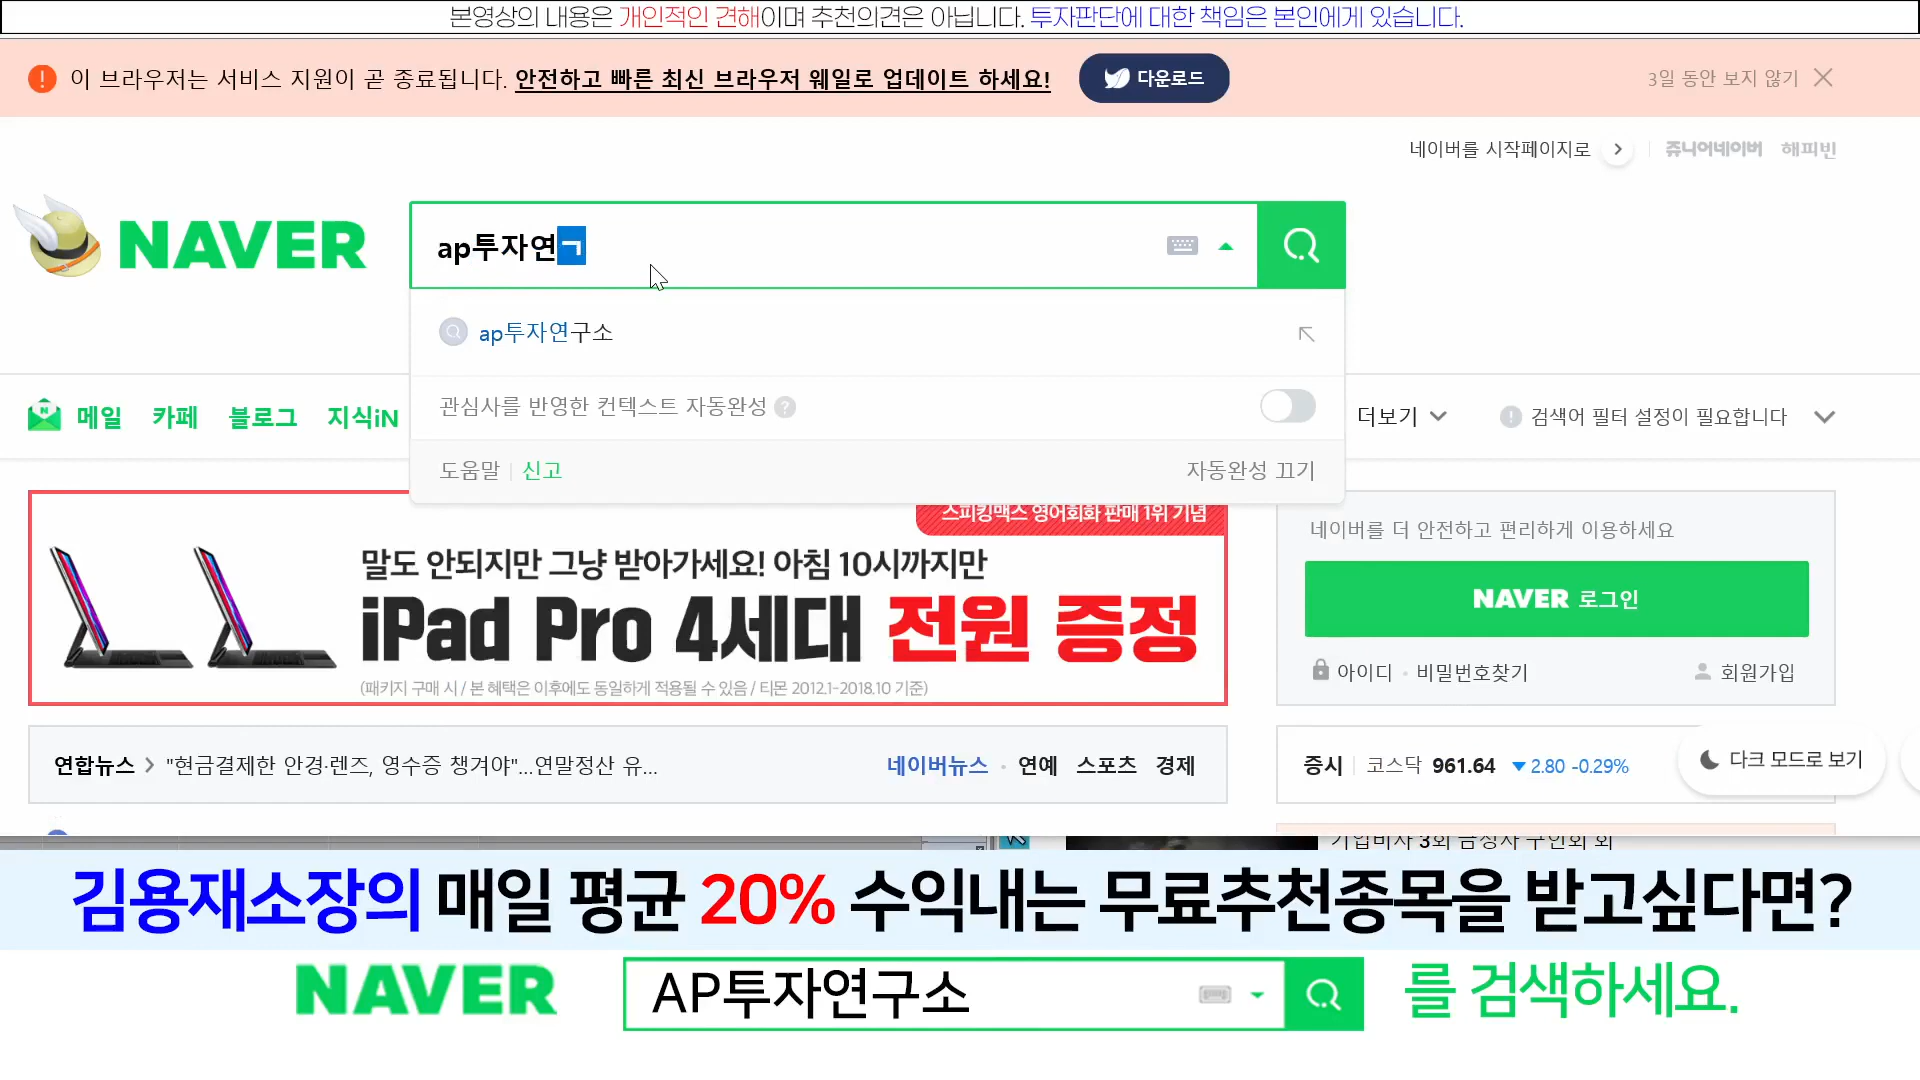 본영상의 내용은 개인적인 견해이며 추천의견은 아닙니다. 투자판단에 대한 책임은 본인에게 있습니다.
이 브라우저는 서비스 지원이 곧 종료됩니다. 안전하고 빠른 최신 브라우저 웨일로 업데이트 하세요! 다운로드 3일 동안 보지 않기
네이버를 시작페이지로 쥬니어네이버 해피빈
NAVER ap투자연ㄱ
ap투자연구소
관심사를 반영한 컨텍스트 자동완성 ?
메일 카페 블로그 지식iN 더보기 검색어 필터 설정이 필요합니다
도움말 신고 자동완성 끄기
스피킹맥스 영어회화 판매 1위 기념
말도 안되지만 그냥 받아가세요! 아침 10시까지만
iPad Pro 4세대 전원 증정
(패키지 구매 시 / 본 혜택은 이후에도 동일하게 적용될 수 있음 / 티몬 2012.1-2018.10 기준)
네이버를 더 안전하고 편리하게 이용하세요
NAVER 로그인
아이디 · 비밀번호찾기 회원가입
연합뉴스 > "현금결제한 안경·렌즈, 영수증 챙겨야"...연말정산 유... 네이버뉴스 · 연예 스포츠 경제
증시 코스닥 961.64 ▼ 2.80 -0.29% 다크 모드로 보기
김용재소장의 매일 평균 20% 수익내는 무료추천종목을 받고싶다면?
NAVER AP투자연구소 를 검색하세요.